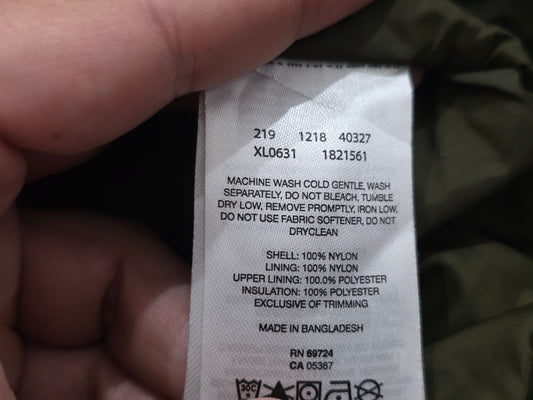 219 1218 40327
XL0631 1821561
MACHINE WASH COLD GENTLE, WASH
SEPARATELY, DO NOT BLEACH, TUMBLE
DRY LOW, REMOVE PROMPTLY, IRON LOW,
DO NOT USE FABRIC SOFTENER, DO NOT
DRYCLEAN
SHELL: 100% NYLON
LINING: 100% NYLON
UPPER LINING: 100.0% POLYESTER
INSULATION: 100% POLYESTER
EXCLUSIVE OF TRIMMING
MADE IN BANGLADESH
RN 69724
CA 05367
30C